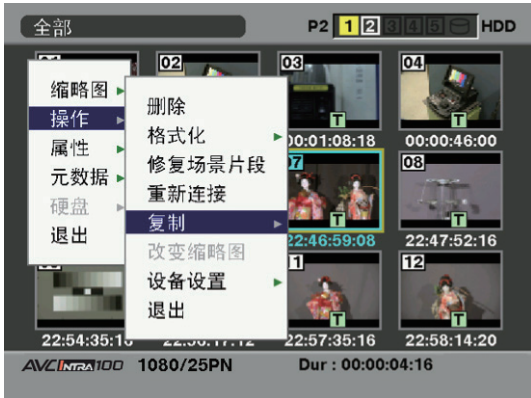 全部
P2 1 2 3 4 5 HDD
02 03 04
缩略图
操作
属性
元数据
硬盘
退出
删除
格式化
修复场景片段
重新连接
复制
改变缩略图
设备设置
退出
T T
00:01:08:18 00:00:46:00
7 08
T T
22:46:59:08 22:47:52:16
1 12
T T
22:54:35:1 22:57:35:16 22:58:14:20
AVC INTRA 100 1080/25PN Dur : 00:00:04:16